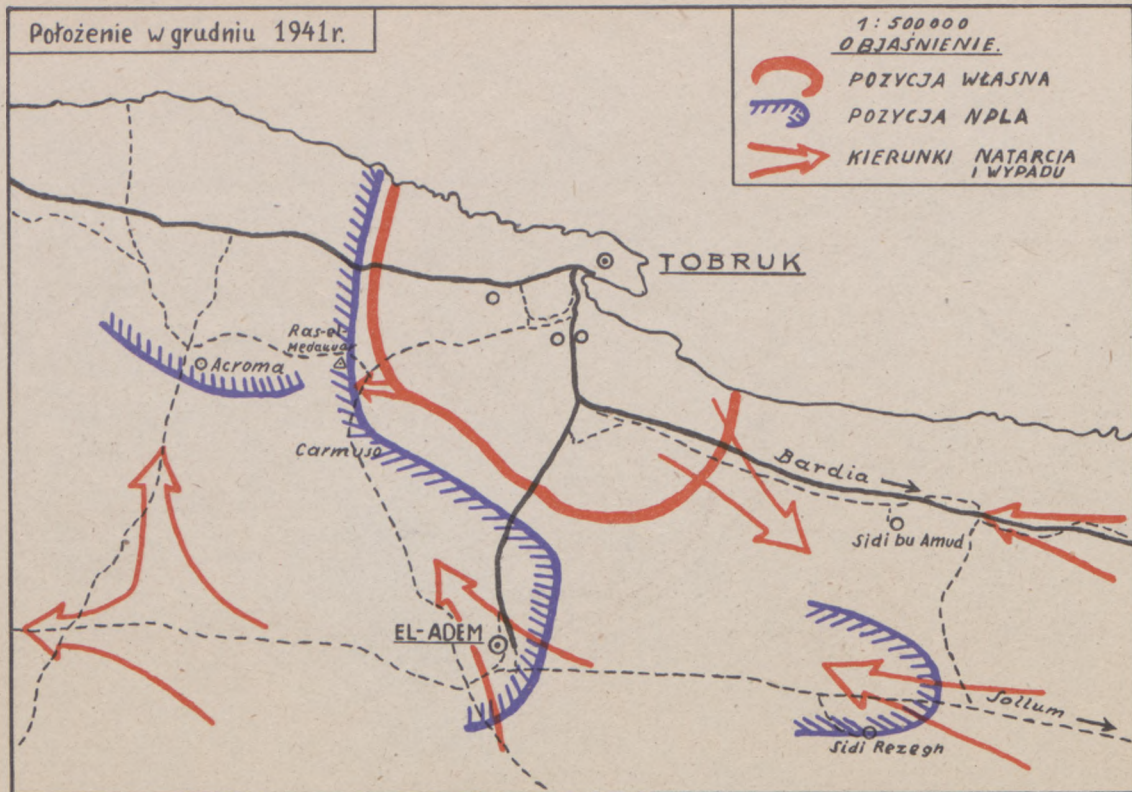 Położenie w grudniu 1941r.
1:500000
OBJAŚNIENIE.
POZYCJA WŁASNA
POZYCJA NPLA
KIERUNKI NATARCIA
I WYPADU
TOBRUK
Ras-el-
Mędauuar
Acroma
Carmuso
Bardia
Sidi bu Amud
EL-ADEM
Sollum
Sidi Rezegh